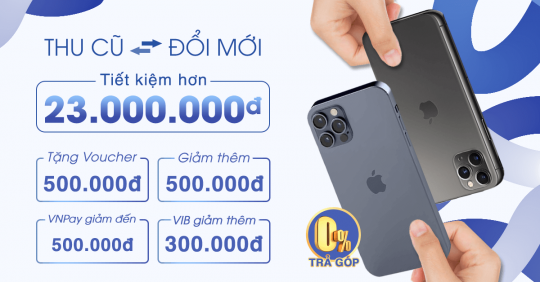 THU CŨ ĐỔI MỚI
Tiết kiệm hơn
23.000.000đ
Tặng Voucher
500.000đ
Giảm thêm
500.000đ
VNPay giảm đến
500.000đ
VIB giảm thêm
300.000đ
0%
TRẢ GÓP